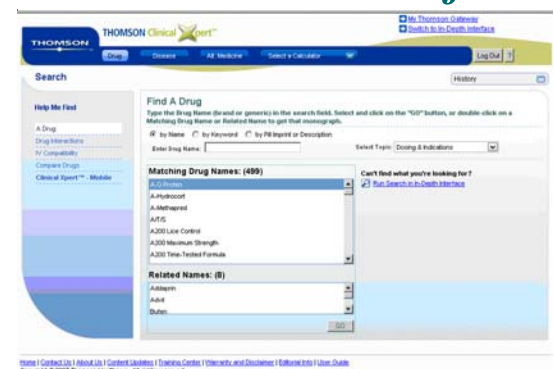 My Thomson Gateway
THOMSON Clinical Xpert™
Switch to In-Depth Interface
THOMSON
Drug Disease Alt. Medicine Select a Calculator Log Out ?
Search History
Help Me Find
Find A Drug
Type the Drug Name (brand or generic) in the search field. Select and click on the "GO" button, or double-click on a
Matching Drug Name or Related Name to get that monograph.
A Drug
by Name by Keyword by Pill Imprint or Description
Drug Interactions
Enter Drug Name: Select Topic: Dosing & Indications
IV Compatibility
Compare Drugs
Clinical Xpert™ - Mobile
Matching Drug Names: (499) Can't find what you're looking for?
Run Search in In-Depth Interface
A-Hydrocort
A-Methapred
A/T/S
A200 Lice Control
A200 Maximum Strength
A200 Time-Tested Formula
Related Names: (8)
Addaprin
Advil
Bufen
GO
Home | Contact Us | About Us | Content Updates | Training Center | Warranty and Disclaimer | Editorial Info | User Guide